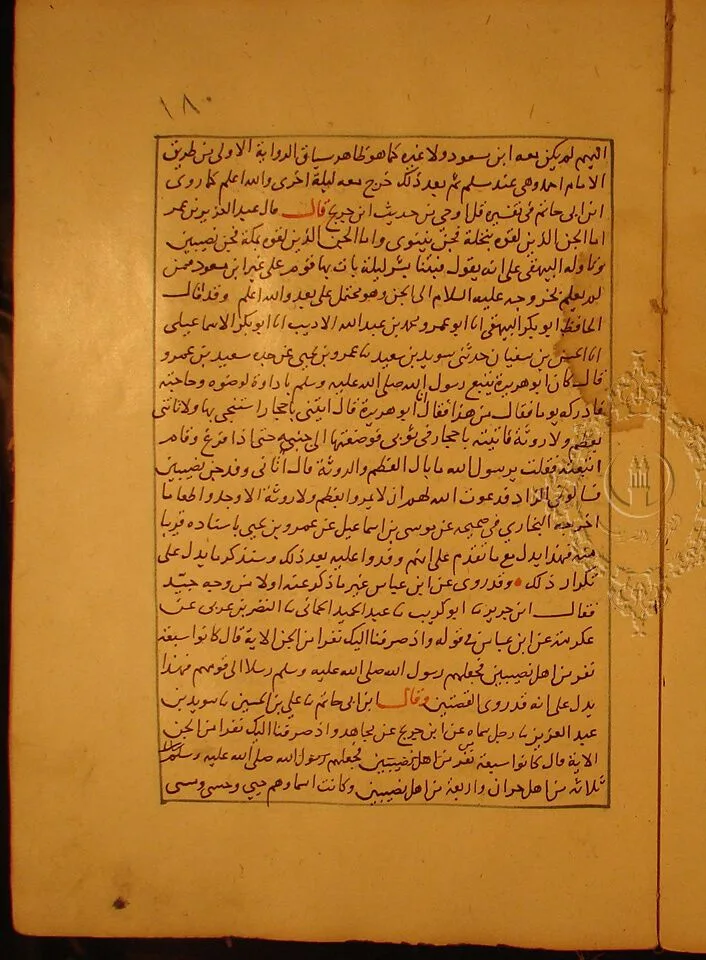 ١٨٠
اليهم لم يكن معه ابن مسعود ولا غيره كما هو ظاهر سياق الرواية الاولى من طريق
الامام احمد وهي عند مسلم ثم بعد ذلك خرج معه ليلة اخرى والله اعلم كما روى
ابن ابي حاتم في تفسير قل اوحي من حديث ابن جريج قال قال عبد العزيز بن عمر
اما الجن الذين لقوه بنخلة فجن نينوى واما الجن الذين لقوه بمكة فجن نصيبين
وتاوله البيهقي على انه يقول فبتنا بشر ليلة بات بها قوم على غير ابن مسعود ممن
لم يعلم بخروجه عليه السلام الى الجن وهو محتمل على بعد والله اعلم وقد قال
الحافظ ابو بكر البيهقي انا ابو عمرو محمد بن عبد الله الاديب انا ابو بكر الاسماعيلي
انا الحسن بن سفيان حدثني سويد بن سعيد ثنا عمرو بن يحيى عن جده سعيد بن عمرو
قال كان ابو هريرة يتبع رسول الله صلى الله عليه وسلم باداوة لوضوه وحاجته
فادركه يوما فقال من هذا فقال انا ابو هريرة قال ايتني باحجار استنجي بها ولا تاتني
بعظم ولا روثة فاتيته باحجار في ثوبي فوضعتها الى جنبه حتى اذا فرغ وقام
اتبعته فقلت يرسول الله ما بال العظم والروثة قال اتاني وفد جن نصيبين
فسالوني الزاد فدعوت الله لهم ان لا يمروا بعظم ولا روثة الا وجدوا طعاما
اخرجه البخاري في صحيحه عن موسى بن اسماعيل عن عمرو بن يحيى باسناده قريبا
منه فهذا يدل مع ما تقدم على انهم وفدوا عليه بعد ذلك وسنذكر ما يدل على
تكرار ذلك وقد روى عن ابن عباس غير ما ذكر عنه اولا من وجه جيد
فقال ابن جرير ثنا ابو كريب ثنا عبد الحميد الحماني ثنا النضر بن عربي عن
عكرمة عن ابن عباس في قوله واذ صرفنا اليك نفرا من الجن الاية قال كانوا سبعة
نفر من اهل نصيبين فجعلهم رسول الله صلى الله عليه وسلم رسلا الى قومهم فهذا
يدل على انه قد روى القصتين وقال ابن ابي حاتم ثنا علي بن الحسين ثنا سويد بن
عبد العزيز ثنا رجل سماه عن ابن جريج عن مجاهد واذ صرفنا اليك نفرا من الجن
الاية قال كانوا سبعة نفر من اهل نصيبين فجعلهم رسول الله صلى الله عليه وسلم
ثلاثة من اهل حران واربعة من اهل نصيبين وكانت اسماوهم حيي وحسي ومسي